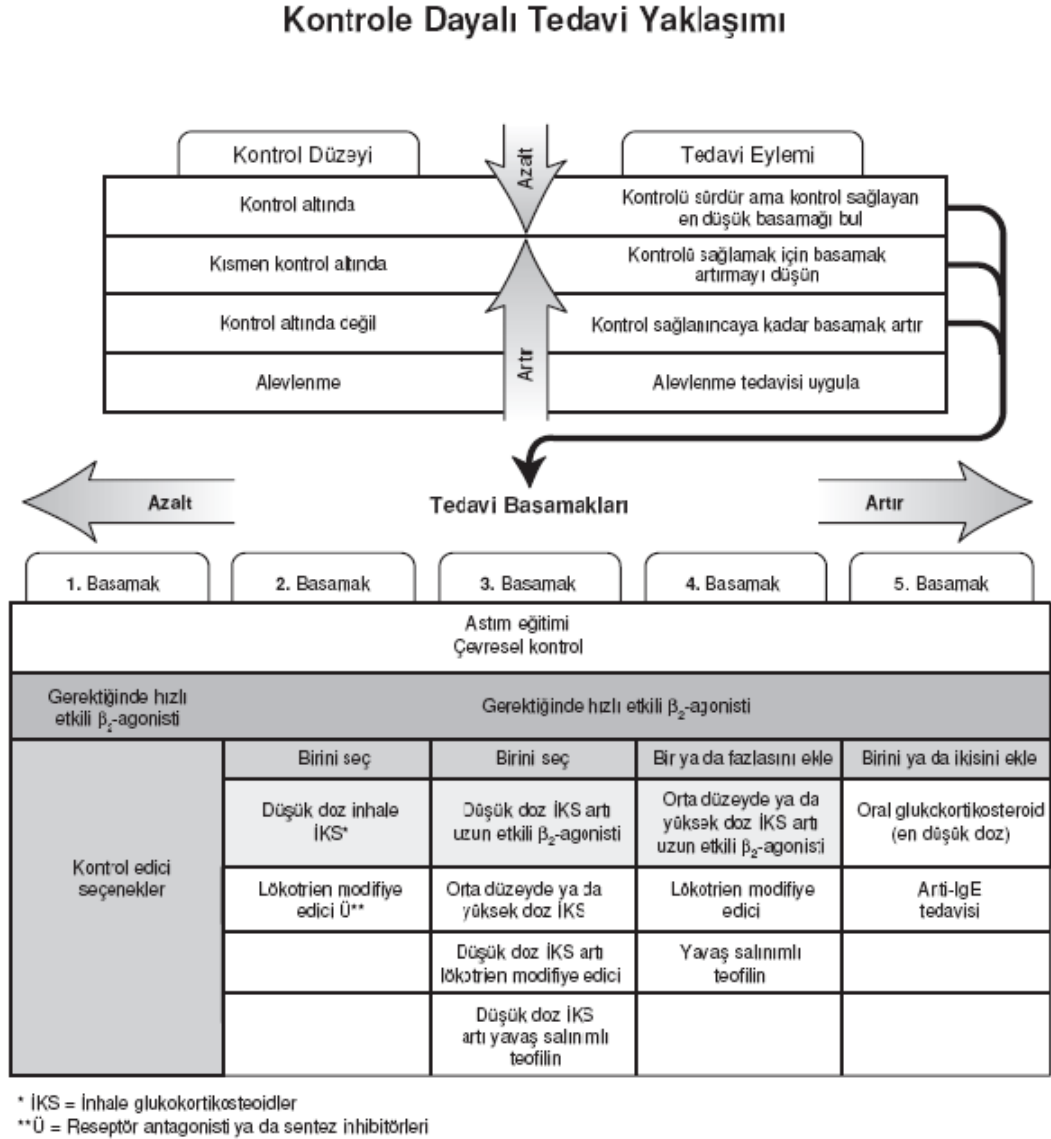 Kontrole Dayalı Tedavi Yaklaşımı
Kontrol Düzeyi
Azalt
Tedavi Eylemi
Kontrol altında
Kontrolü sürdür ama kontrol sağlayan
en düşük basamağı bul
Kısmen kontrol altında
Kontrolü sağlamak için basamak
artırmayı düşün
Kontrol altında değil
Kontrol sağlanıncaya kadar basamak artır
Artır
Alevlenme
Alevlenme tedavisi uygula
Azalt
Tedavi Basamakları
Artır
1. Basamak
2. Basamak
3. Basamak
4. Basamak
5. Basamak
Astım eğitimi
Çevresel kontrol
Gerektiğinde hızlı
etkili β₂-agonisti
Gerektiğinde hızlı etkili β₂-agonisti
Kontrol edici
seçenekler
Birini seç
Birini seç
Bir ya da fazlasını ekle
Birini ya da ikisini ekle
Düşük doz inhale
İKS*
Düşük doz İKS artı
uzun etkili β₂-agonisti
Orta düzeyde ya da
yüksek doz İKS artı
uzun etkili β₂-agonisti
Oral glukokortikosteroid
(en düşük doz)
Lökotrien modifiye
edici Ü**
Orta düzeyde ya da
yüksek doz İKS
Lökotrien modifiye
edici
Anti-IgE
tedavisi
Düşük doz İKS artı
lökotrien modifiye edici
Yavaş salınımlı
teofilin
Düşük doz İKS
artı yavaş salınımlı
teofilin
* İKS = İnhale glukokortikosteoidler
**Ü = Reseptör antagonisti ya da sentez inhibitörleri